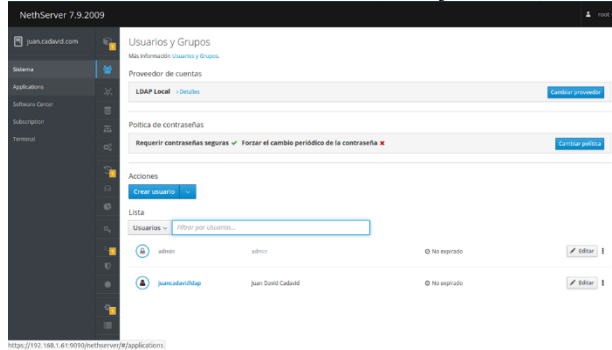 NethServer 7.9.2009
root
juan.cadavid.com
Sistema
Applications
Software Center
Subscription
Terminal
Usuarios y Grupos
Más información Usuarios y Grupos.
Proveedor de cuentas
LDAP Local > Detalles
Cambiar proveedor
Política de contraseñas
Requerir contraseñas seguras ✔ Forzar el cambio periódico de la contraseña ✖
Cambiar política
Acciones
Crear usuario
Lista
Usuarios
Filtrar por Usuarios...
admin admin No expirado Editar
juancadavidldap Juan David Cadavid No expirado Editar
https://192.168.1.61:9090/nethserver/#/applications